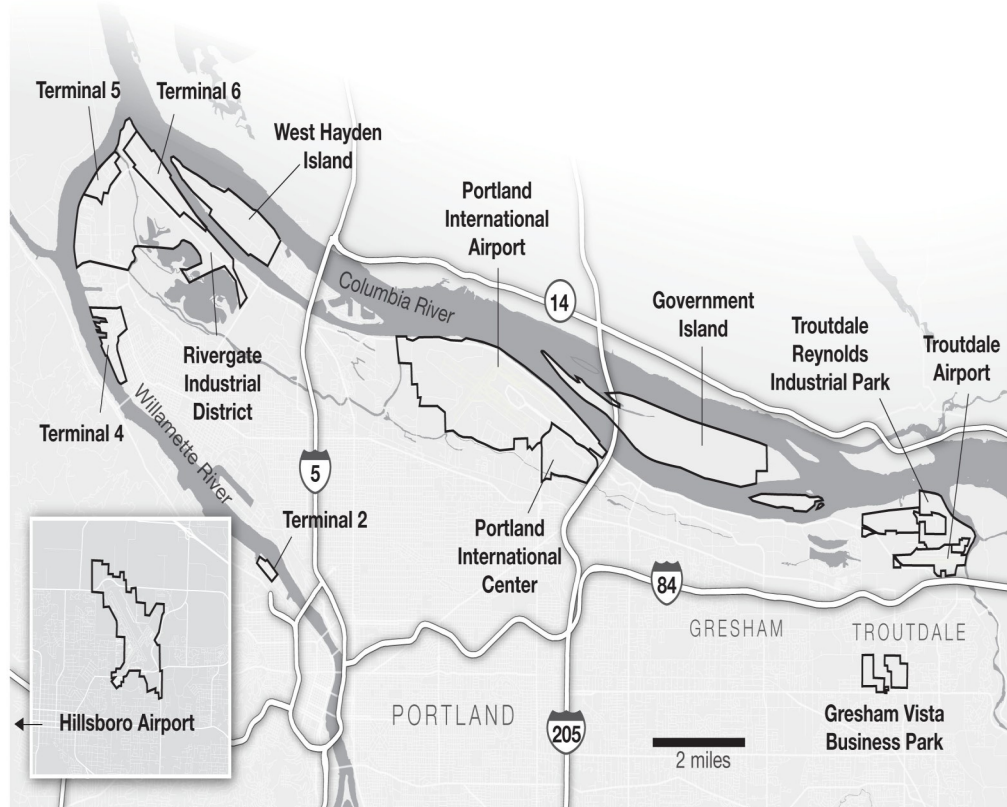 Terminal 5
Terminal 6
West Hayden
Island
Portland
International
Airport
14
Government
Island
Troutdale
Reynolds
Industrial Park
Troutdale
Airport
Columbia River
Rivergate
Industrial
District
Terminal 4
Willamette River
5
Terminal 2
Portland
International
Center
84
GRESHAM
TROUTDALE
Hillsboro Airport
PORTLAND
205
2 miles
Gresham Vista
Business Park